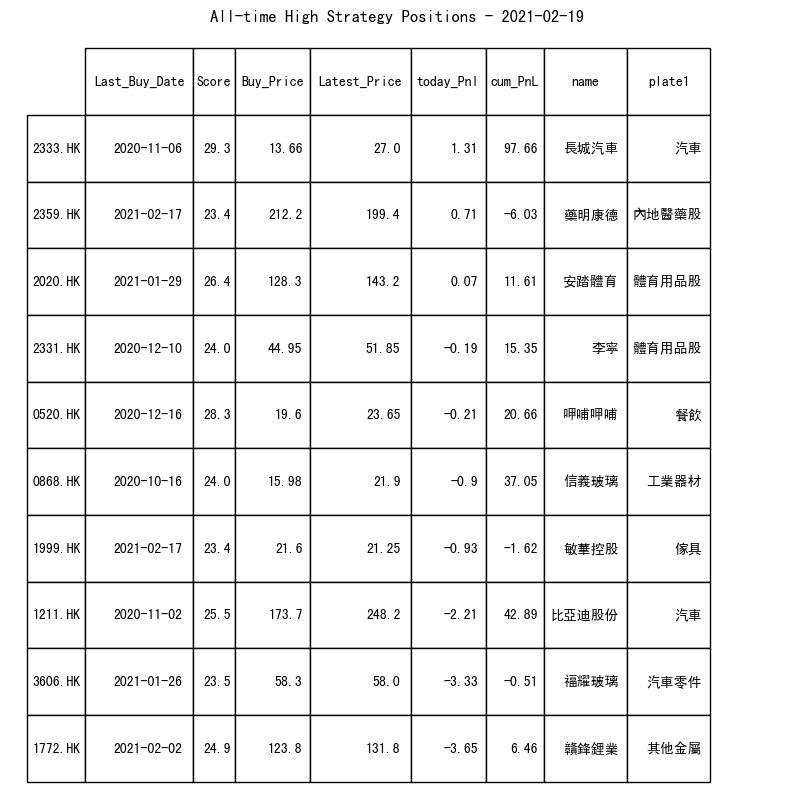 All-time High Strategy Positions - 2021-02-19
Last_Buy_Date Score Buy_Price Latest_Price today_Pnl cum_PnL name plate1
2333.HK 2020-11-06 29.3 13.66 27.0 1.31 97.66 長城汽車 汽車
2359.HK 2021-02-17 23.4 212.2 199.4 0.71 -6.03 藥明康德 內地醫藥股
2020.HK 2021-01-29 26.4 128.3 143.2 0.07 11.61 安踏體育 體育用品股
2331.HK 2020-12-10 24.0 44.95 51.85 -0.19 15.35 李寧 體育用品股
0520.HK 2020-12-16 28.3 19.6 23.65 -0.21 20.66 呷哺呷哺 餐飲
0868.HK 2020-10-16 24.0 15.98 21.9 -0.9 37.05 信義玻璃 工業器材
1999.HK 2021-02-17 23.4 21.6 21.25 -0.93 -1.62 敏華控股 傢具
1211.HK 2020-11-02 25.5 173.7 248.2 -2.21 42.89 比亞迪股份 汽車
3606.HK 2021-01-26 23.5 58.3 58.0 -3.33 -0.51 福耀玻璃 汽車零件
1772.HK 2021-02-02 24.9 123.8 131.8 -3.65 6.46 贛鋒鋰業 其他金屬